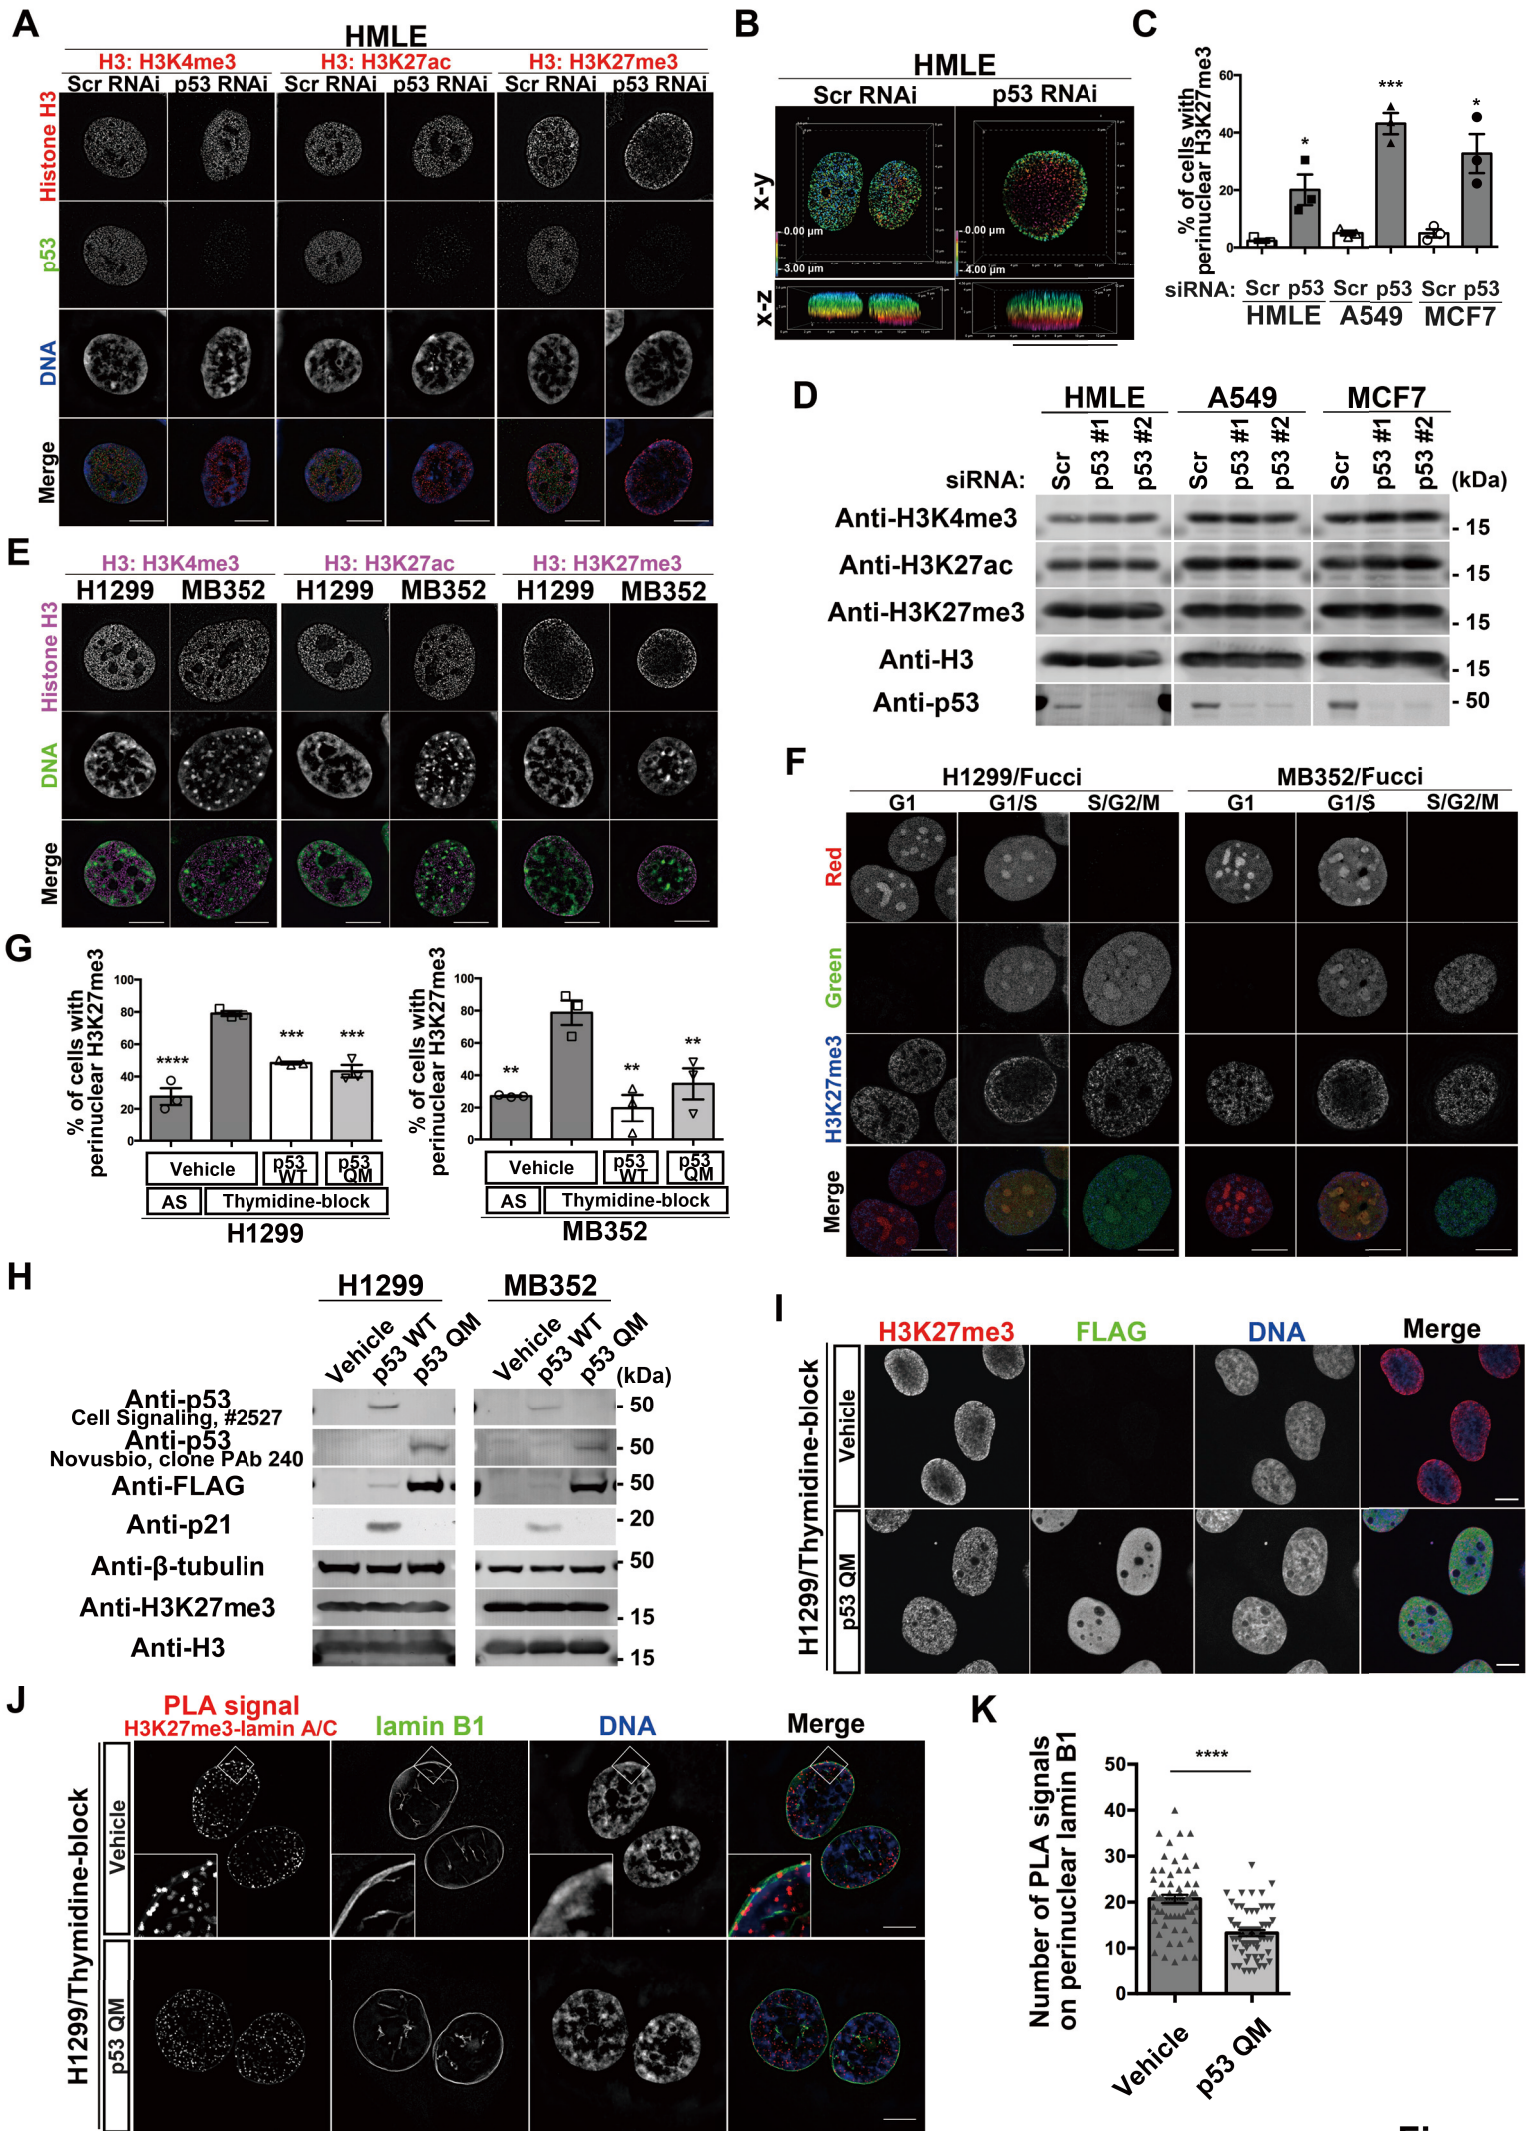 A
HMLE
H3: H3K4me3 H3: H3K27ac H3: H3K27me3
Scr RNAi p53 RNAi Scr RNAi p53 RNAi Scr RNAi p53 RNAi
Histone H3
p53
DNA
Merge
B
HMLE
Scr RNAi p53 RNAi
x-y
0.00 µm
3.00 µm
0.00 µm
4.00 µm
x-z
C
% of cells with
perinuclear H3K27me3
60
40
20
0
* *** *
siRNA: Scr p53 Scr p53 Scr p53
HMLE A549 MCF7
D
HMLE A549 MCF7
siRNA: Scr p53 #1 p53 #2 Scr p53 #1 p53 #2 Scr p53 #1 p53 #2 (kDa)
Anti-H3K4me3 - 15
Anti-H3K27ac - 15
Anti-H3K27me3 - 15
Anti-H3 - 15
Anti-p53 - 50
E
H3: H3K4me3 H3: H3K27ac H3: H3K27me3
H1299 MB352 H1299 MB352 H1299 MB352
Histone H3
DNA
Merge
F
H1299/Fucci MB352/Fucci
G1 G1/S S/G2/M G1 G1/S S/G2/M
Red
Green
H3K27me3
Merge
G
% of cells with
perinuclear H3K27me3
100
80
60
40
20
0
**** *** ***
Vehicle p53 WT p53 QM
AS Thymidine-block
H1299
% of cells with
perinuclear H3K27me3
100
80
60
40
20
0
** ** **
Vehicle p53 WT p53 QM
AS Thymidine-block
MB352
H
H1299 MB352
Vehicle p53 WT p53 QM Vehicle p53 WT p53 QM
(kDa)
Anti-p53 - 50
Cell Signaling, #2527
Anti-p53 - 50
Novusbio, clone PAb 240
Anti-FLAG - 50
Anti-p21 - 20
Anti-β-tubulin - 50
Anti-H3K27me3 - 15
Anti-H3 - 15
I
H3K27me3 FLAG DNA Merge
H1299/Thymidine-block
Vehicle
p53 QM
J
PLA signal
H3K27me3-lamin A/C lamin B1 DNA Merge
H1299/Thymidine-block
Vehicle
p53 QM
K
Number of PLA signals
on perinuclear lamin B1
50
40
30
20
10
0
****
Vehicle p53 QM